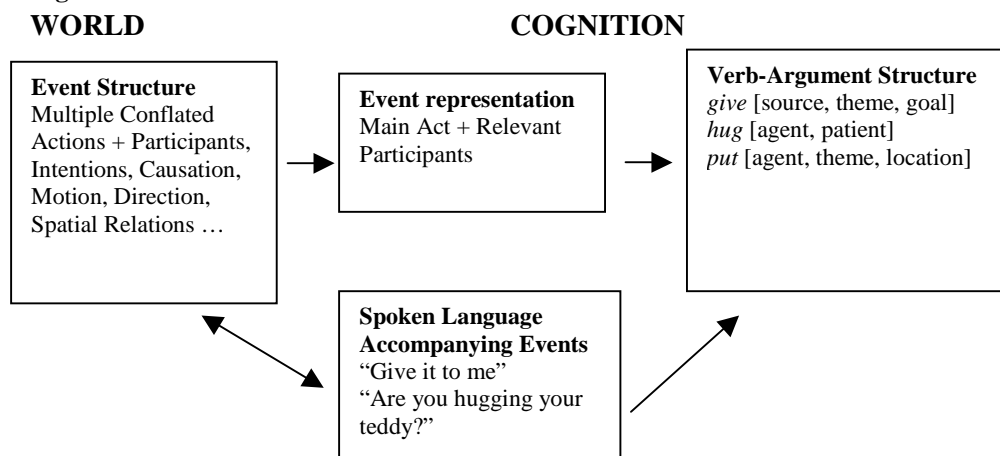 WORLD COGNITION
Event Structure
Multiple Conflated
Actions + Participants,
Intentions, Causation,
Motion, Direction,
Spatial Relations …
Event representation
Main Act + Relevant
Participants
Verb-Argument Structure
give [source, theme, goal]
hug [agent, patient]
put [agent, theme, location]
Spoken Language
Accompanying Events
“Give it to me”
“Are you hugging your
teddy?”